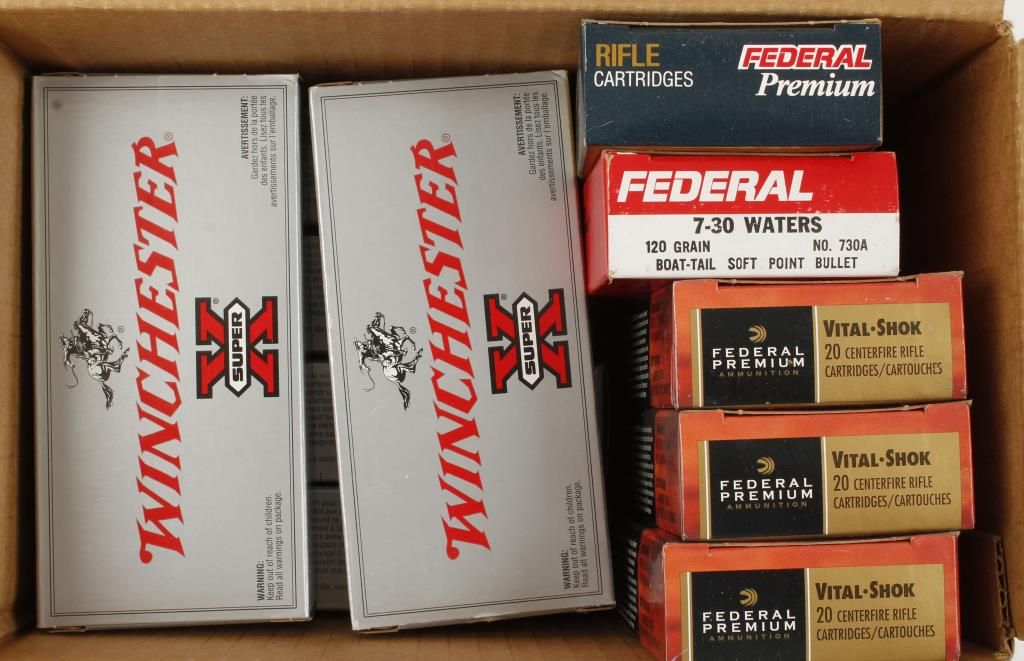 WINCHESTER®
SUPER X
®
AVERTISSEMENT:
Gardez hors de la portée
des enfants. Lisez tous les
avertissements sur l'emballage.
WARNING:
Keep out of reach of children.
Read all warnings on package.
WINCHESTER®
SUPER X
®
AVERTISSEMENT:
Gardez hors de la portée
des enfants. Lisez tous les
avertissements sur l'emballage.
WARNING:
Keep out of reach of children.
Read all warnings on package.
RIFLE
CARTRIDGES
FEDERAL
Premium
FEDERAL
7-30 WATERS
120 GRAIN NO. 730A
BOAT-TAIL SOFT POINT BULLET
FEDERAL
PREMIUM
AMMUNITION
VITAL·SHOK
20 CENTERFIRE RIFLE
CARTRIDGES/CARTOUCHES
FEDERAL
PREMIUM
AMMUNITION
VITAL·SHOK
20 CENTERFIRE RIFLE
CARTRIDGES/CARTOUCHES
FEDERAL
PREMIUM
AMMUNITION
VITAL·SHOK
20 CENTERFIRE RIFLE
CARTRIDGES/CARTOUCHES